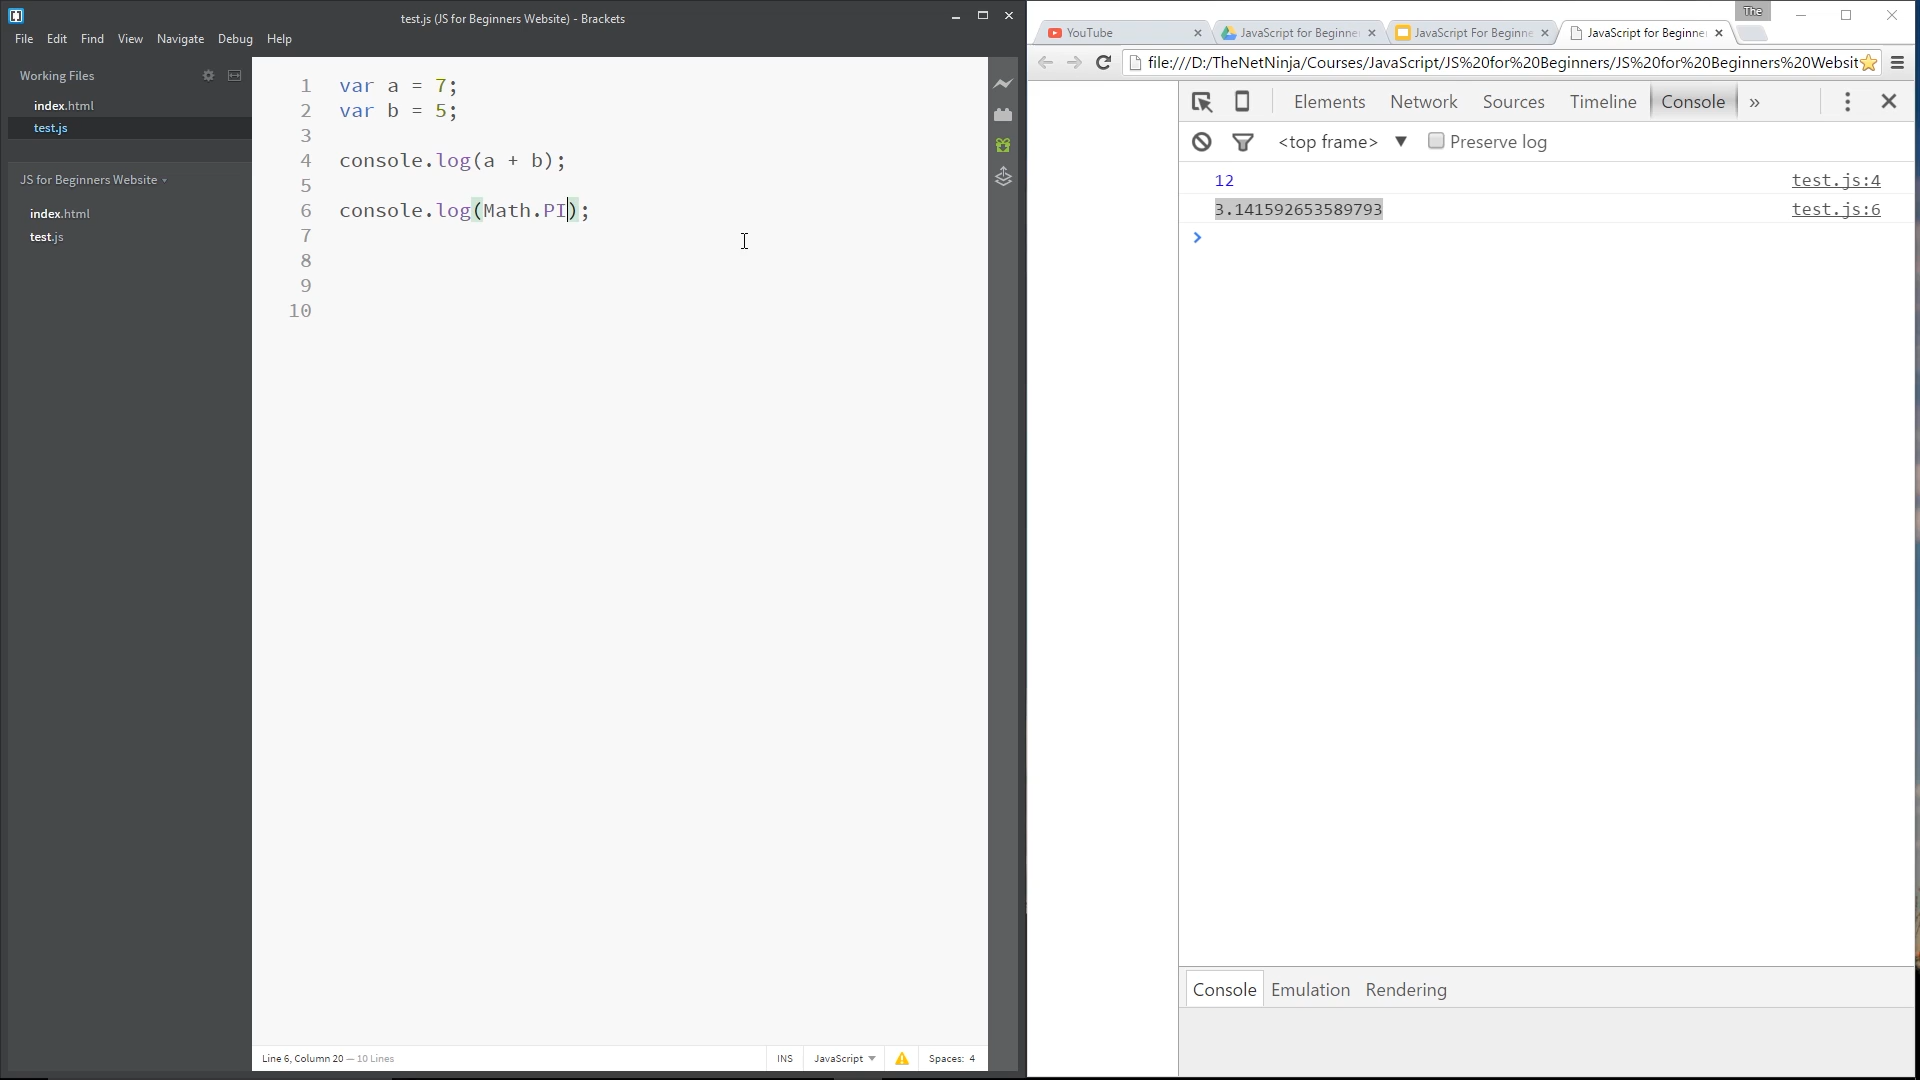 test.js (JS for Beginners Website) - Brackets
File Edit Find View Navigate Debug Help
Working Files
index.html
test.js
JS for Beginners Website
index.html
test.js
1 var a = 7;
2 var b = 5;
3
4 console.log(a + b);
5
6 console.log(Math.PI);
7
8
9
10
Line 6, Column 20 — 10 Lines
INS JavaScript Spaces: 4
The
YouTube JavaScript for Beginne JavaScript For Beginne JavaScript for Beginne
file:///D:/TheNetNinja/Courses/JavaScript/JS%20for%20Beginners/JS%20for%20Beginners%20Websit
Elements Network Sources Timeline Console »
<top frame> Preserve log
12 test.js:4
3.141592653589793 test.js:6
Console Emulation Rendering